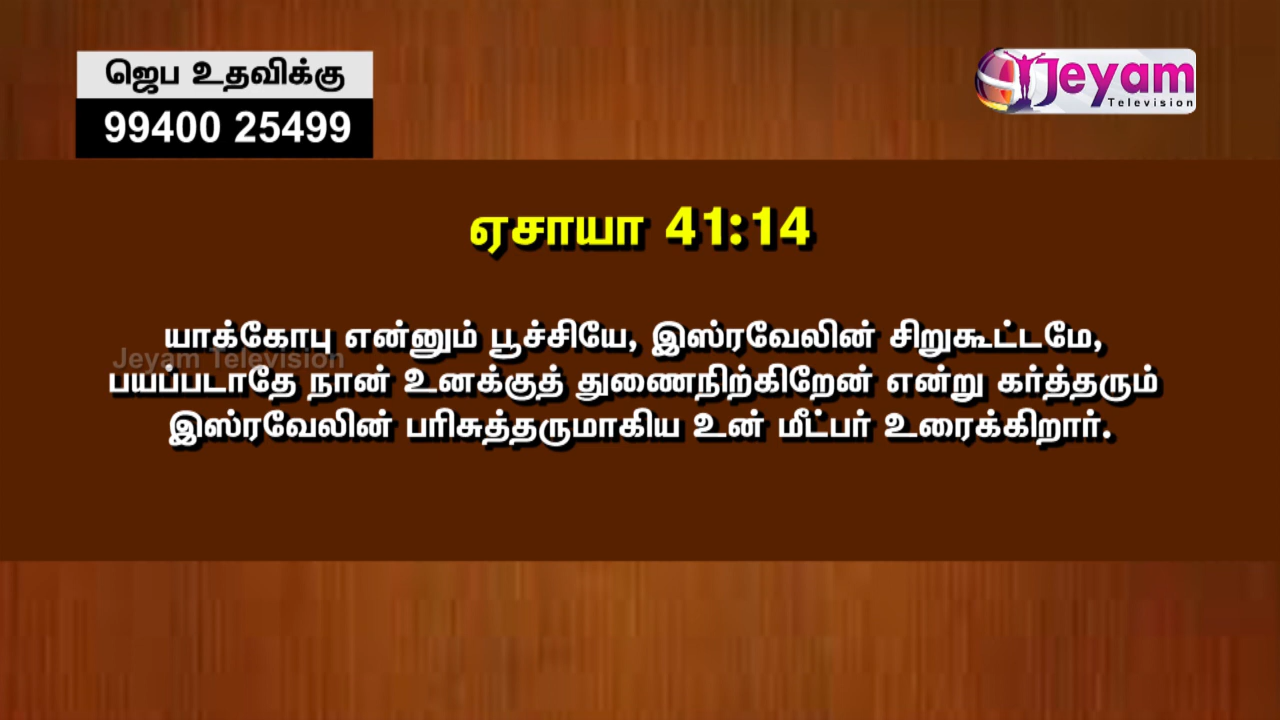 ஜெப உதவிக்கு
99400 25499
Jeyam
Television
ஏசாயா 41:14
யாக்கோபு என்னும் பூச்சியே, இஸ்ரவேலின் சிறுகூட்டமே,
Jeyam Television
பயப்படாதே நான் உனக்குத் துணைநிற்கிறேன் என்று கர்த்தரும்
இஸ்ரவேலின் பரிசுத்தருமாகிய உன் மீட்பர் உரைக்கிறார்.